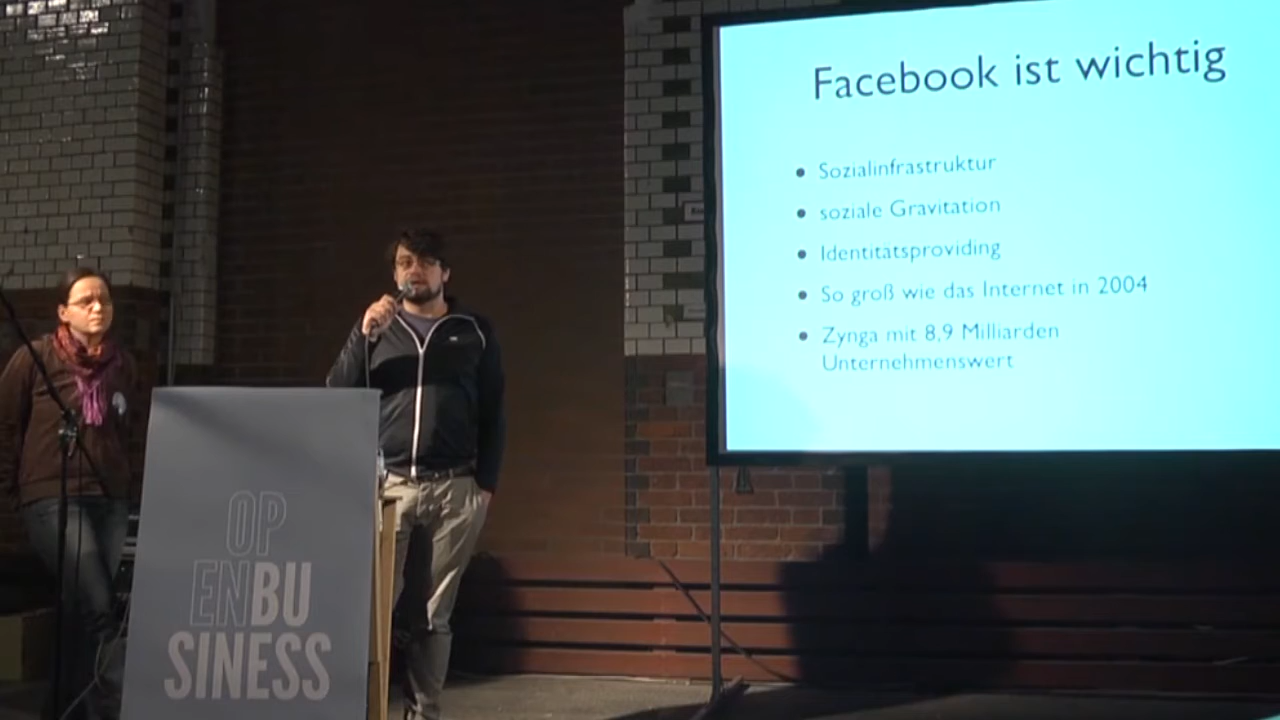 Facebook ist wichtig
Sozialinfrastruktur
soziale Gravitation
Identitätsproviding
So groß wie das Internet in 2004
Zynga mit 8,9 Milliarden
Unternehmenswert
OP
ENBU
SINESS